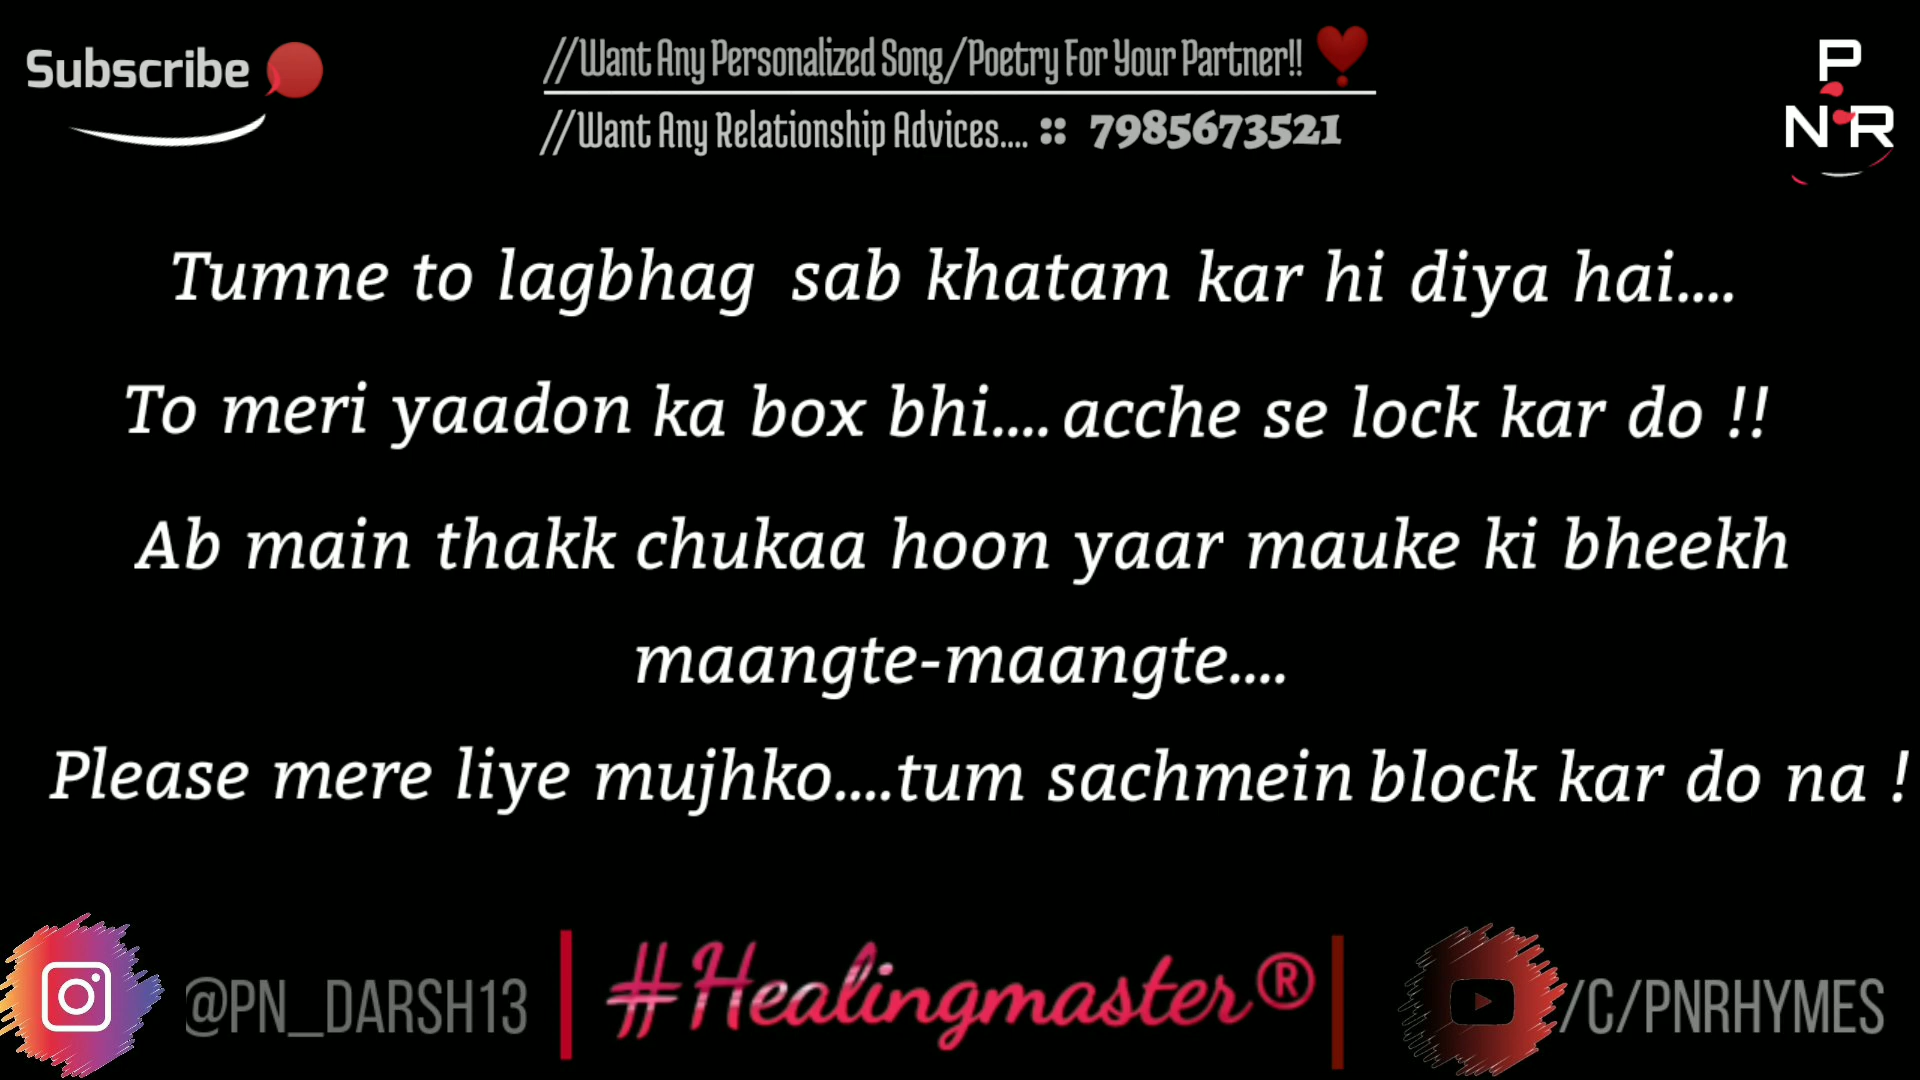 Subscribe
//Want Any Personalized Song/Poetry For Your Partner!!
//Want Any Relationship Advices.... :: 7985673521
P
N R
Tumne to lagbhag sab khatam kar hi diya hai....
To meri yaadon ka box bhi.... acche se lock kar do !!
Ab main thakk chukaa hoon yaar mauke ki bheekh
maangte-maangte....
Please mere liye mujhko....tum sachmein block kar do na !
@PN_DARSH13
#Healingmaster®
/C/PNRHYMES